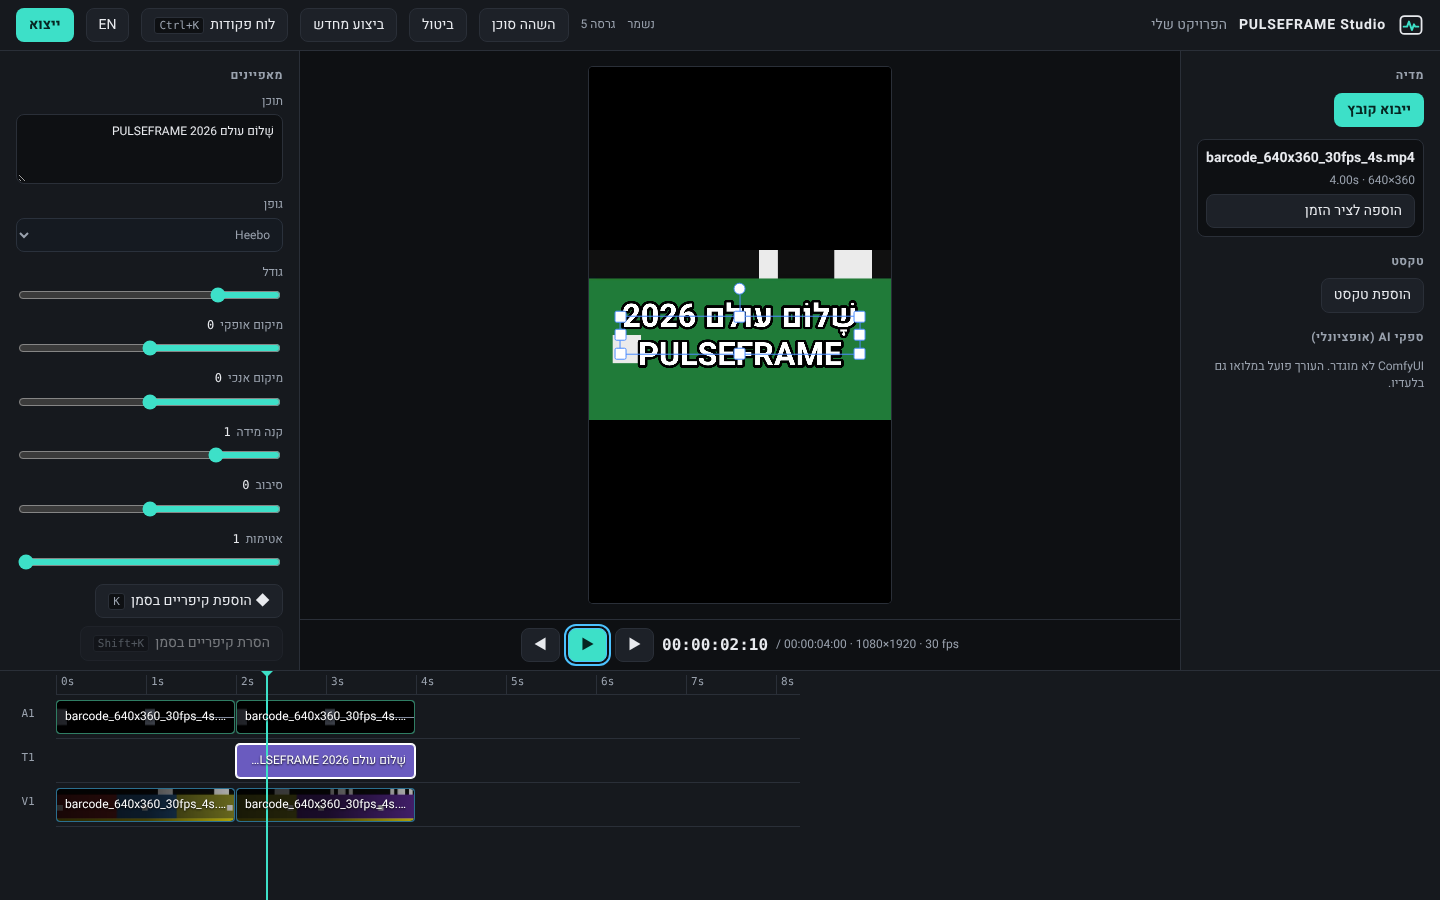 PULSEFRAME Studio הפרויקט שלי
נשמר גרסה 5
השהה סוכן
ביטול
ביצוע מחדש
לוח פקודות Ctrl+K
EN
ייצוא
מדיה
ייבוא קובץ
barcode_640x360_30fps_4s.mp4
4.00s · 640×360
הוספה לציר הזמן
טקסט
הוספת טקסט
ספקי AI (אופציונלי)
ComfyUI לא מוגדר. העורך פועל במלואו גם
בלעדיו.
שָׁלוֹם עולם 2026
PULSEFRAME
00:00:02:10 / 00:00:04:00 · 1080×1920 · 30 fps
מאפיינים
תוכן
שָׁלוֹם עולם 2026 PULSEFRAME
גופן
Heebo
גודל
מיקום אופקי 0
מיקום אנכי 0
קנה מידה 1
סיבוב 0
אטימות 1
◆ הוספת קיפריים בסמן K
הסרת קיפריים בסמן Shift+K
0s 1s 2s 3s 4s 5s 6s 7s 8s
A1 barcode_640x360_30fps_4s.… barcode_640x360_30fps_4s.…
T1 שָׁלוֹם עולם 2026 LSEFRAME…
V1 barcode_640x360_30fps_4s.… barcode_640x360_30fps_4s.…